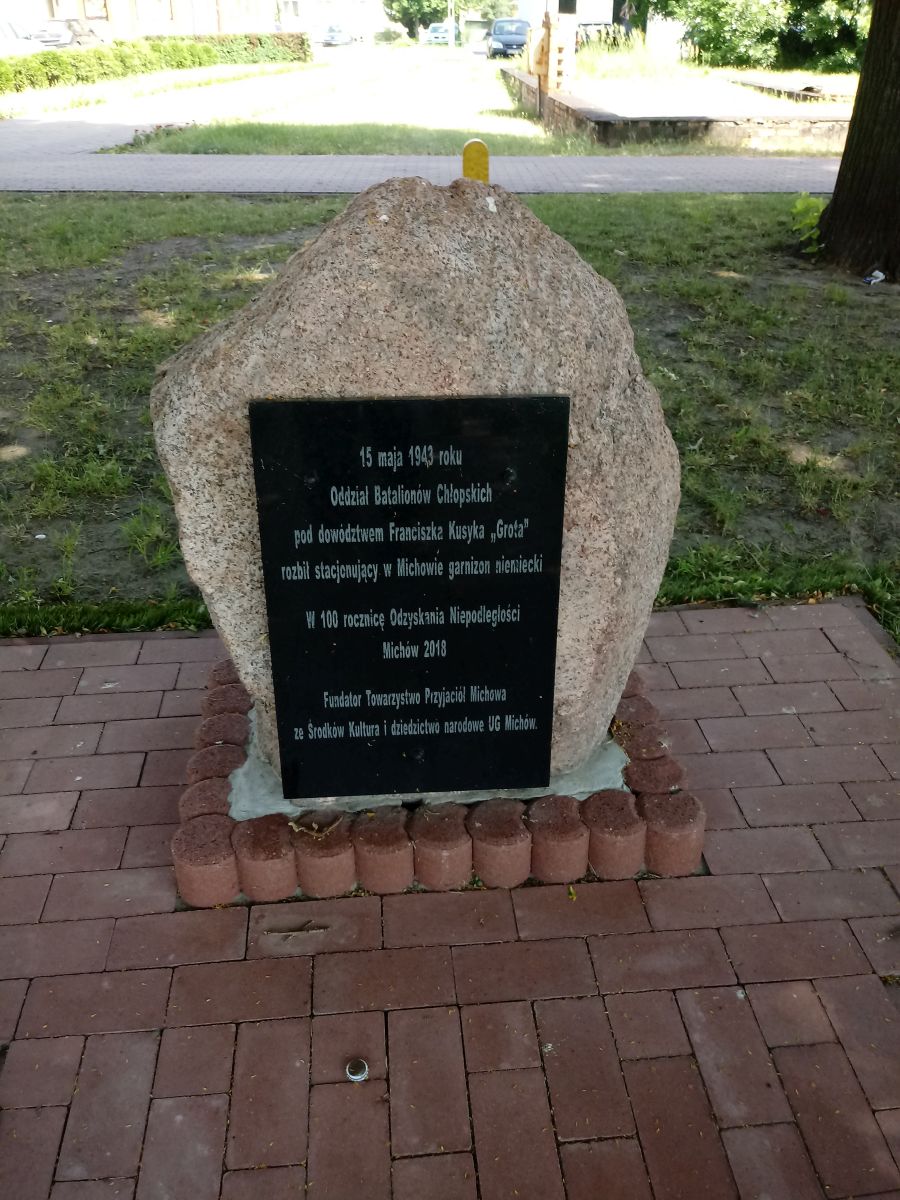 15 maja 1943 roku
Oddział Batalionów Chłopskich
pod dowództwem Franciszka Kusyka „Grota”
rozbił stacjonujący w Michowie garnizon niemiecki
W 100 rocznicę Odzyskania Niepodległości
Michów 2018
Fundator Towarzystwo Przyjaciół Michowa
ze Środków Kultura i dziedzictwo narodowe UG Michów.